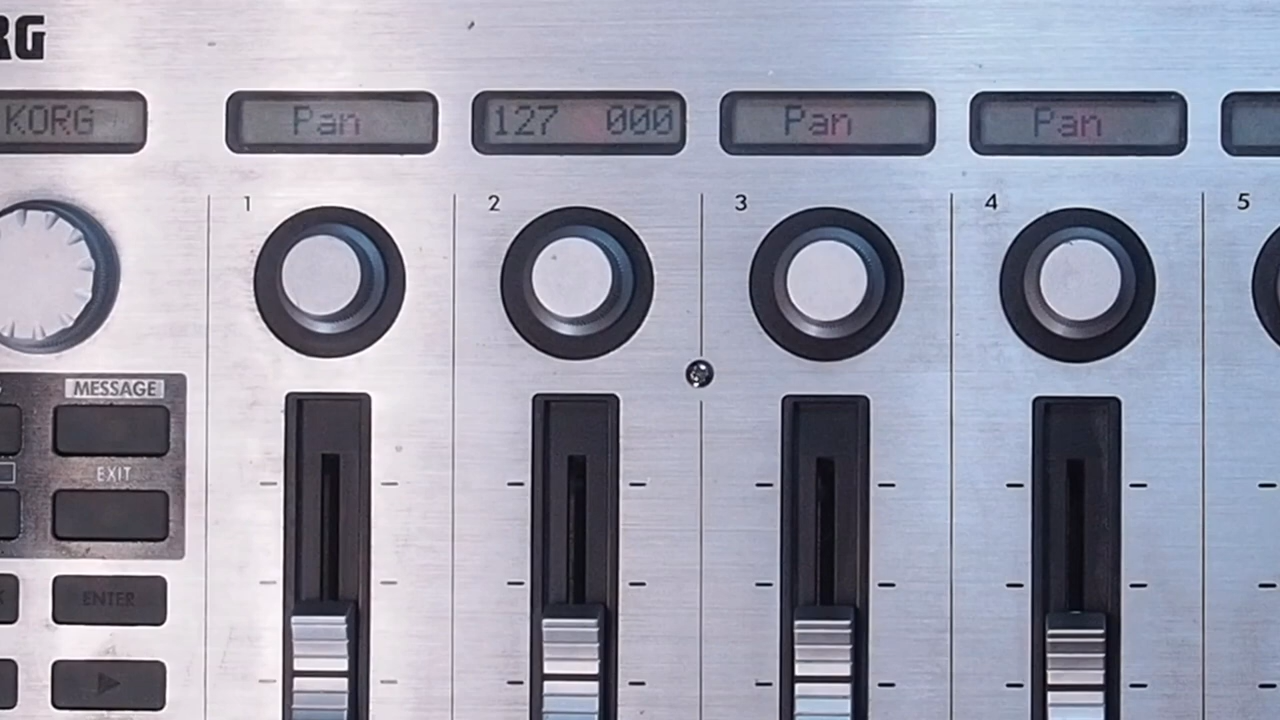 RG
KORG
Pan
127 000
Pan
Pan
1
2
3
4
5
MESSAGE
EXIT
ENTER